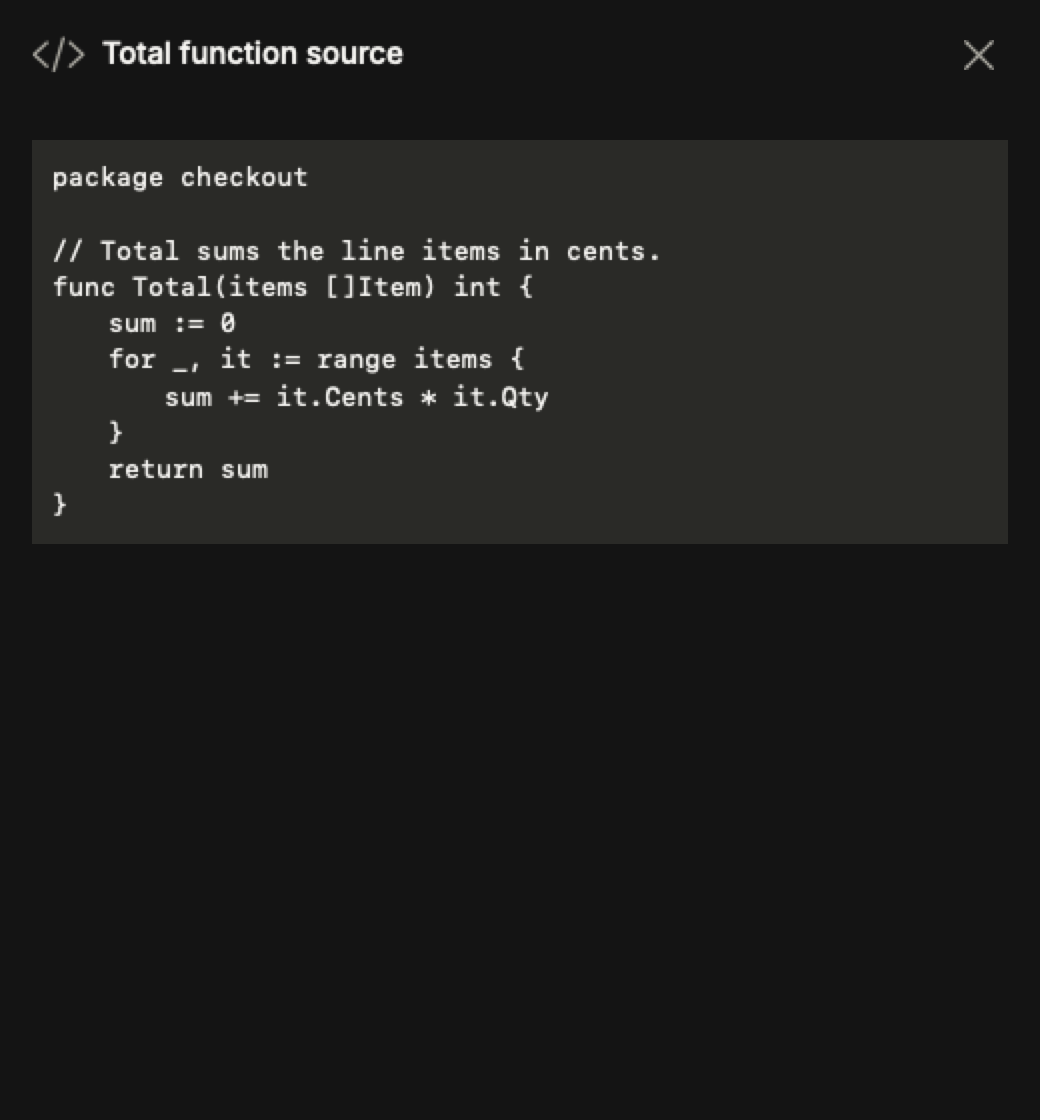 Total function source
package checkout

// Total sums the line items in cents.
func Total(items []Item) int {
    sum := 0
    for _, it := range items {
        sum += it.Cents * it.Qty
    }
    return sum
}